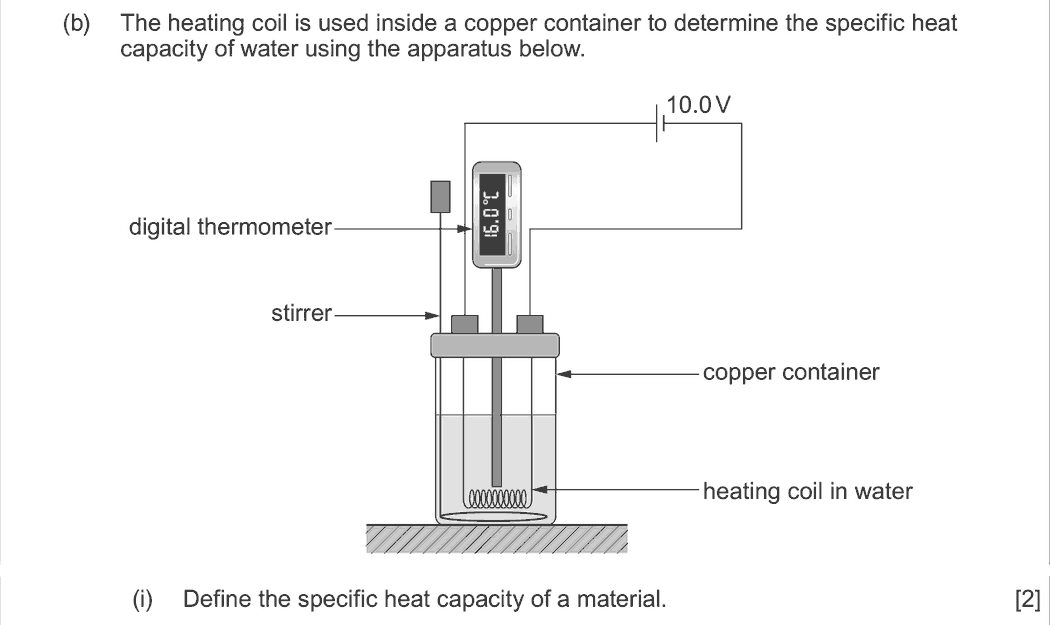 (b) The heating coil is used inside a copper container to determine the specific heat
capacity of water using the apparatus below.
10.0 V
16.0 °C
digital thermometer
stirrer
copper container
heating coil in water
(i) Define the specific heat capacity of a material. [2]